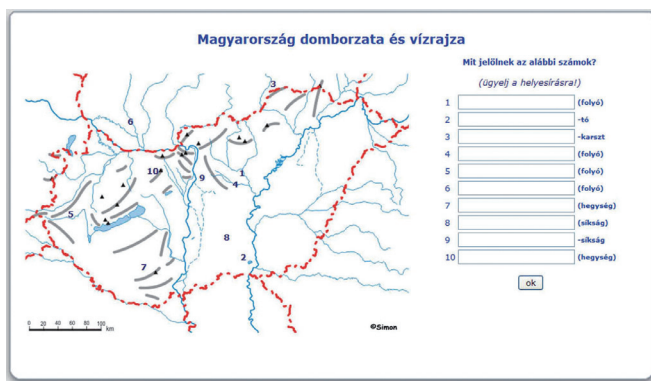 Magyarország domborzata és vízrajza
Mit jelölnek az alábbi számok?
(ügyelj a helyesírásra!)
1 (folyó)
2 -tó
3 -karszt
4 (folyó)
5 (folyó)
6 (folyó)
7 (hegység)
8 (síkság)
9 -síkság
10 (hegység)
ok
3
6
1
10
9
4
5
8
7
2
0 20 40 60 80 100
km
©Simon